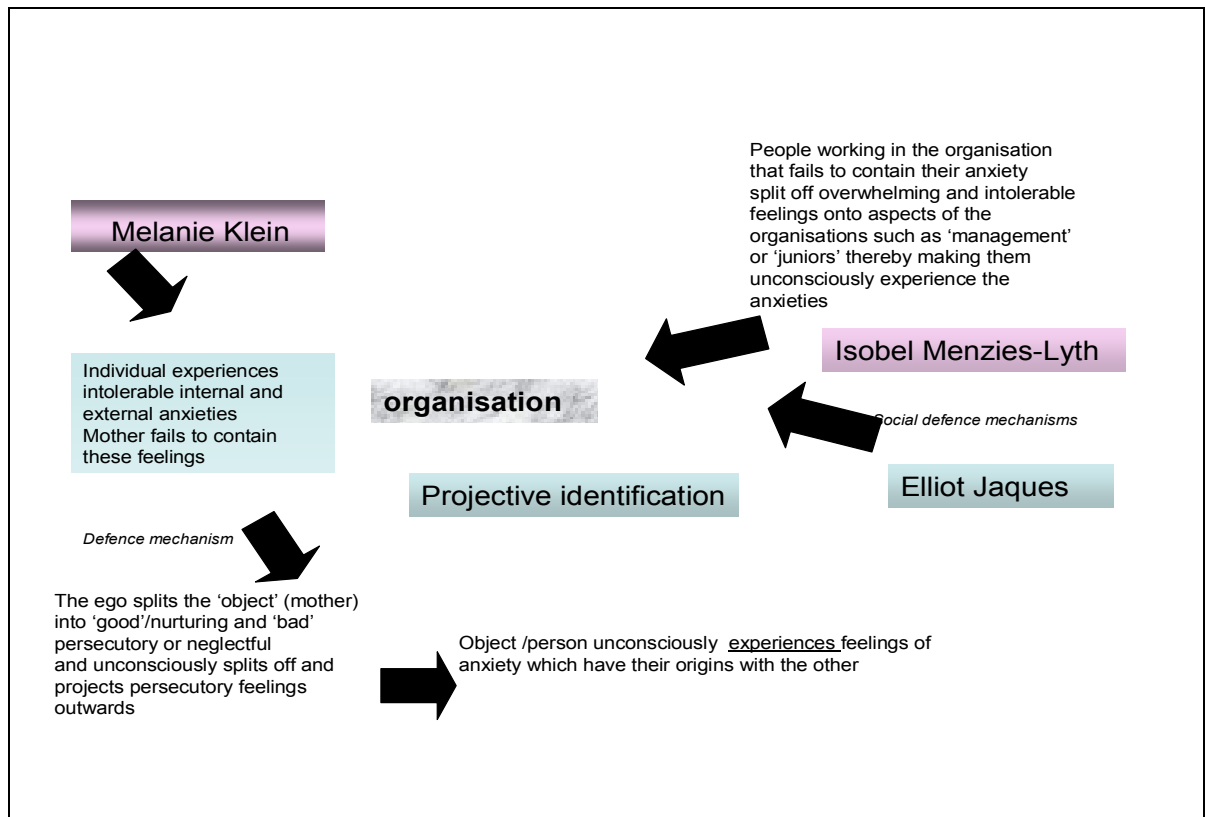 Melanie Klein
Individual experiences
intolerable internal and
external anxieties
Mother fails to contain
these feelings
Defence mechanism
The ego splits the ‘object’ (mother)
into ‘good’/nurturing and ‘bad’
persecutory or neglectful
and unconsciously splits off and
projects persecutory feelings
outwards
organisation
Projective identification
Object /person unconsciously experiences feelings of
anxiety which have their origins with the other
People working in the organisation
that fails to contain their anxiety
split off overwhelming and intolerable
feelings onto aspects of the
organisations such as ‘management’
or ‘juniors’ thereby making them
unconsciously experience the
anxieties
Isobel Menzies-Lyth
Social defence mechanisms
Elliot Jaques